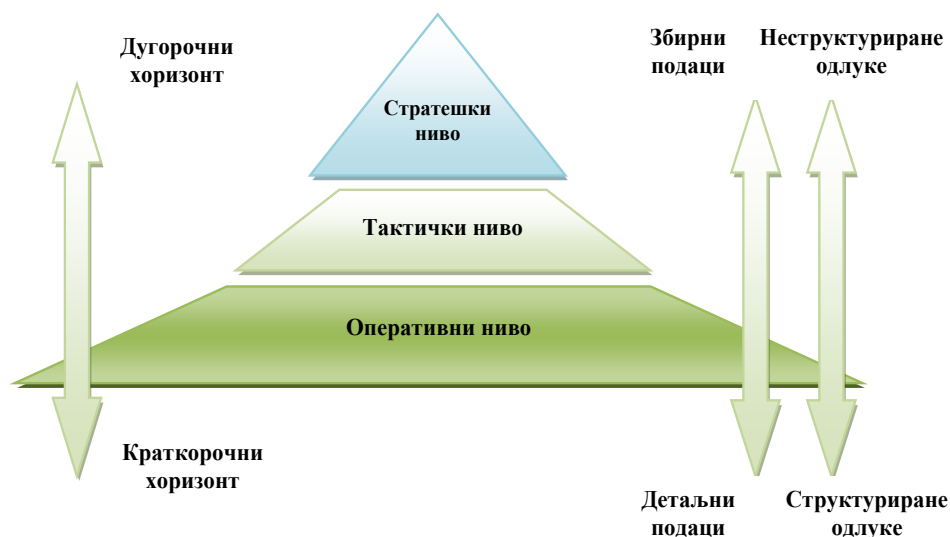 Дугорочни
хоризонт
Збирни
подаци
Неструктуриране
одлуке
Стратешки
ниво
Тактички ниво
Оперативни ниво
Краткорочни
хоризонт
Детаљни
подаци
Структуриране
одлуке